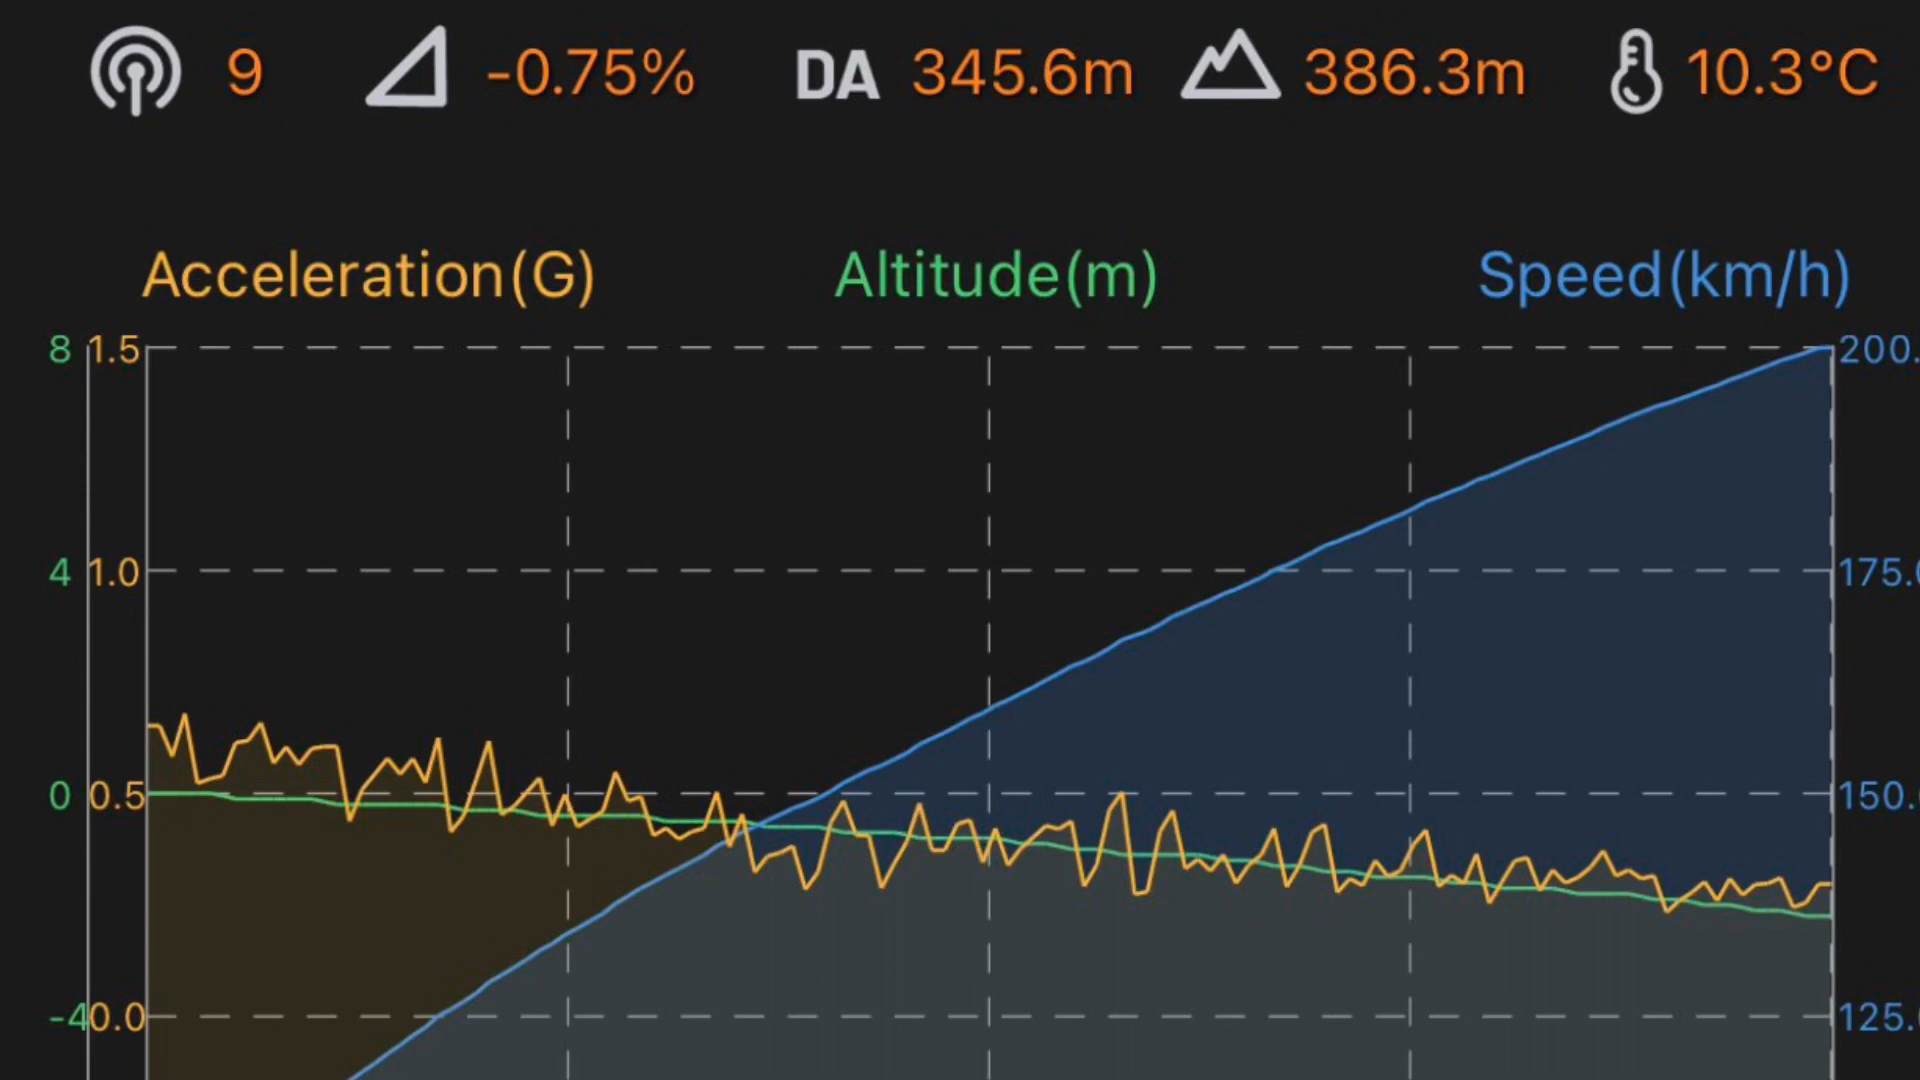 9 -0.75% DA 345.6m 386.3m 10.3°C
Acceleration(G) Altitude(m) Speed(km/h)
8 1.5 200.
4 1.0 175.
0 0.5 150.
-4 0.0 125.